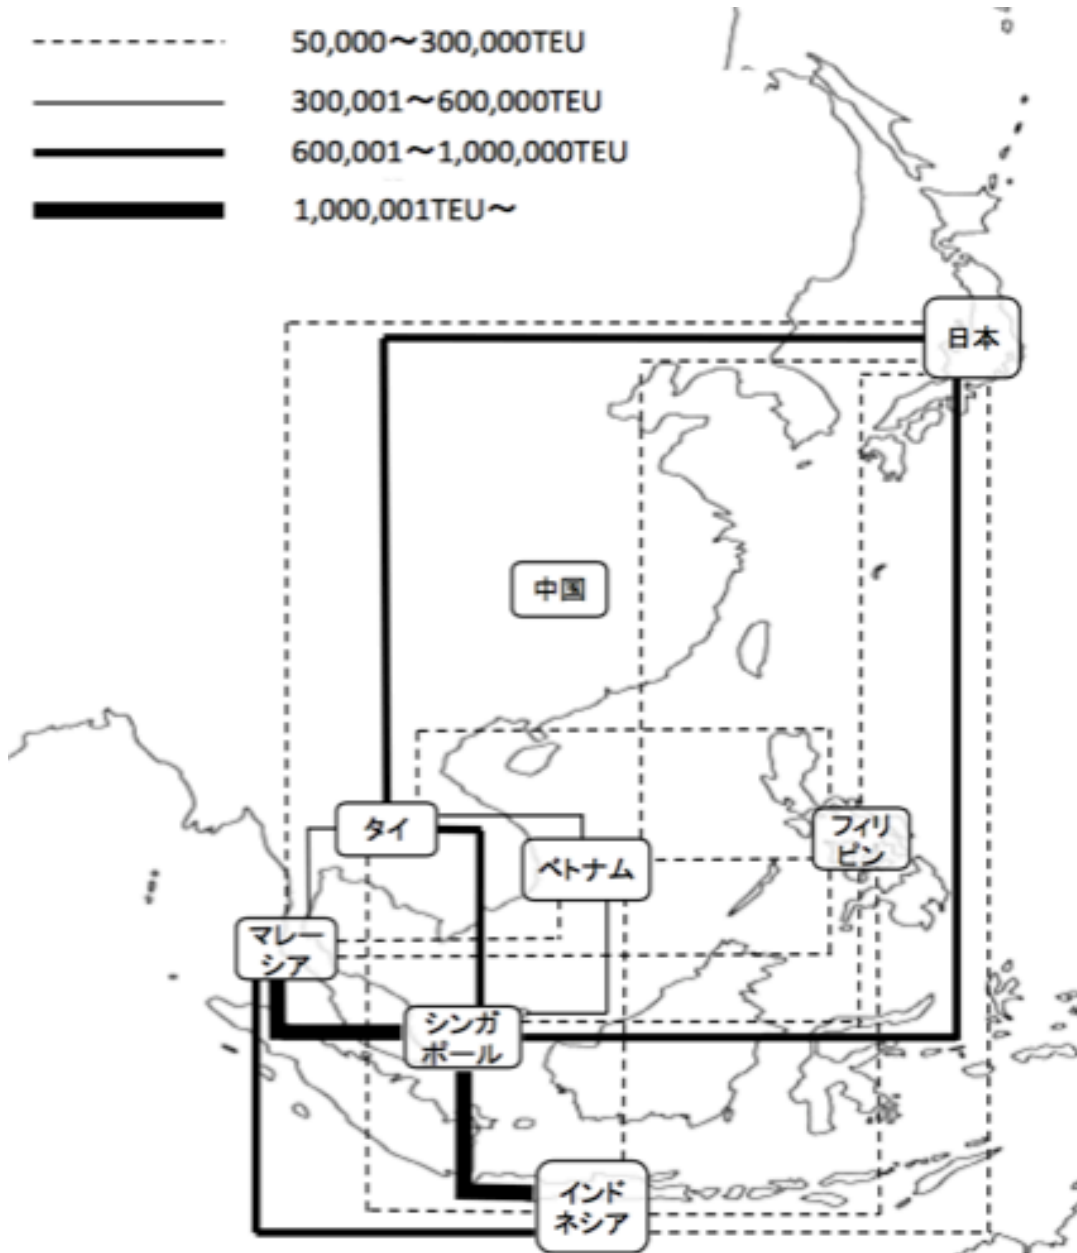 50,000～300,000TEU
300,001～600,000TEU
600,001～1,000,000TEU
1,000,001TEU～
日本
中国
タイ
フィリ
ピン
ベトナム
マレー
シア
シンガ
ポール
インド
ネシア